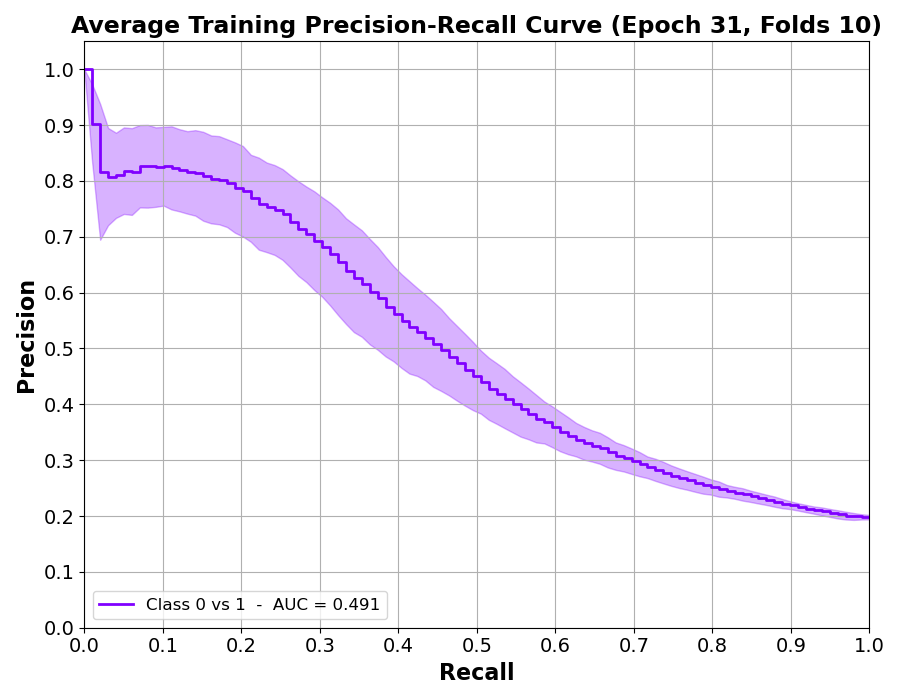 Average Training Precision-Recall Curve (Epoch 31, Folds 10)
1.0
0.9
0.8
0.7
0.6
0.5
0.4
0.3
0.2
0.1
0.0
Precision
Class 0 vs 1 - AUC = 0.491
0.0 0.1 0.2 0.3 0.4 0.5 0.6 0.7 0.8 0.9 1.0
Recall